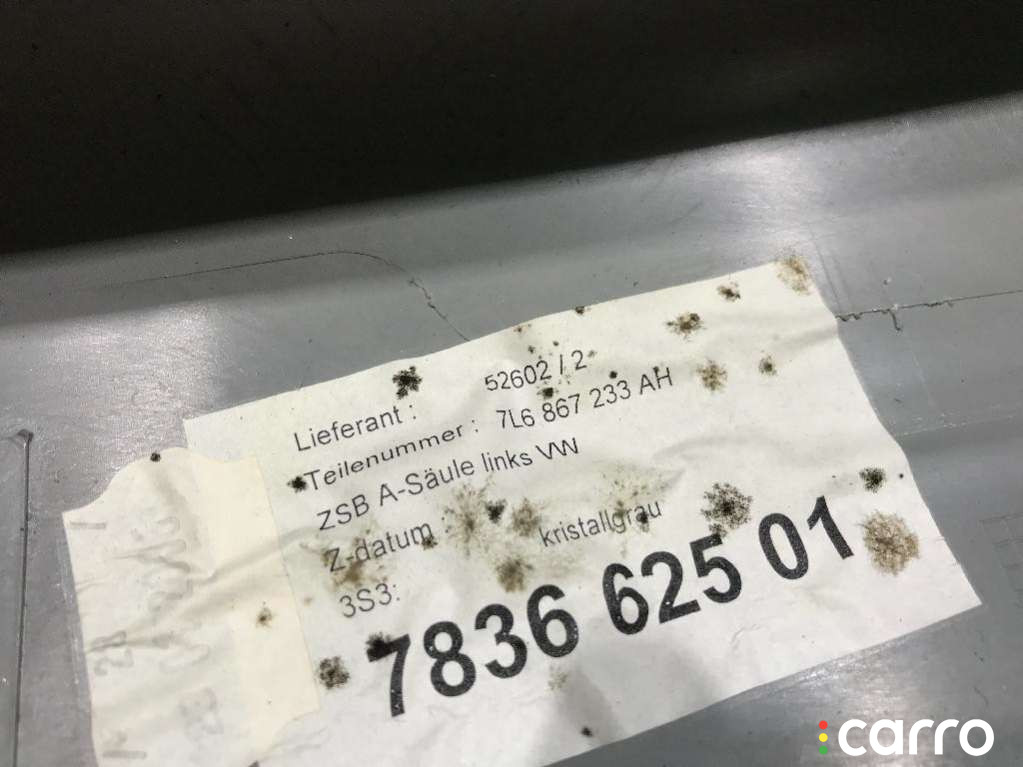 Lieferant : 52602 / 2
Teilenummer : 7L6 867 233 AH
ZSB A-Säule links VW
Z-datum :
3S3: kristallgrau
7836 625 01
carro